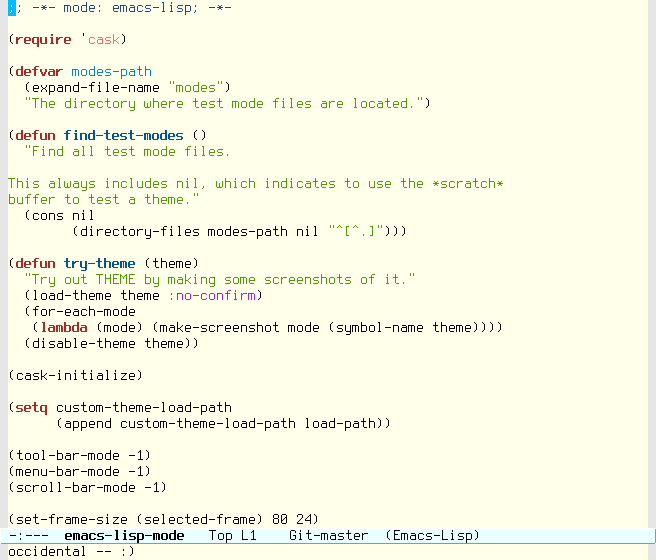 ;; -*- mode: emacs-lisp; -*-

(require 'cask)

(defvar modes-path
  (expand-file-name "modes")
  "The directory where test mode files are located.")

(defun find-test-modes ()
  "Find all test mode files.

This always includes nil, which indicates to use the *scratch*
buffer to test a theme."
  (cons nil
        (directory-files modes-path nil "^[^.]")))

(defun try-theme (theme)
  "Try out THEME by making some screenshots of it."
  (load-theme theme :no-confirm)
  (for-each-mode
   (lambda (mode) (make-screenshot mode (symbol-name theme))))
  (disable-theme theme))

(cask-initialize)

(setq custom-theme-load-path
      (append custom-theme-load-path load-path))

(tool-bar-mode -1)
(menu-bar-mode -1)
(scroll-bar-mode -1)

(set-frame-size (selected-frame) 80 24)
-:---  emacs-lisp-mode   Top L1    Git-master  (Emacs-Lisp)
occidental -- :)